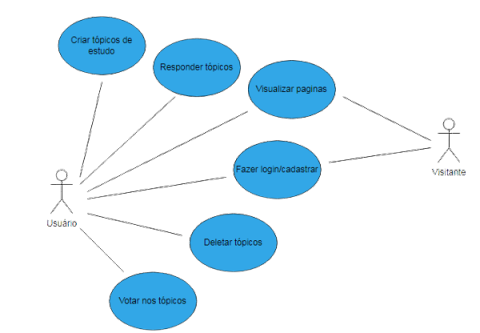 Criar tópicos de
estudo
Responder tópicos
Visualizar paginas
Fazer login/cadastrar
Visitante
Usuário
Deletar tópicos
Votar nos tópicos